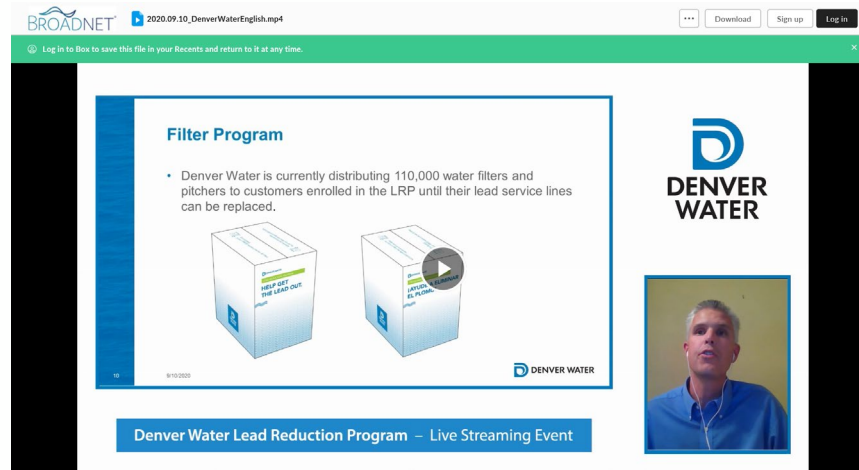 BROADNET
2020.09.10_DenverWaterEnglish.mp4
Download
Sign up
Log in
Log in to Box to save this file in your Recents and return to it at any time.
Filter Program
• Denver Water is currently distributing 110,000 water filters and
pitchers to customers enrolled in the LRP until their lead service lines
can be replaced.
HELP GET
THE LEAD OUT.
¡AYUDE A ELIMINAR
EL PLOMO
10
9/10/2020
DENVER WATER
DENVER
WATER
Denver Water Lead Reduction Program – Live Streaming Event